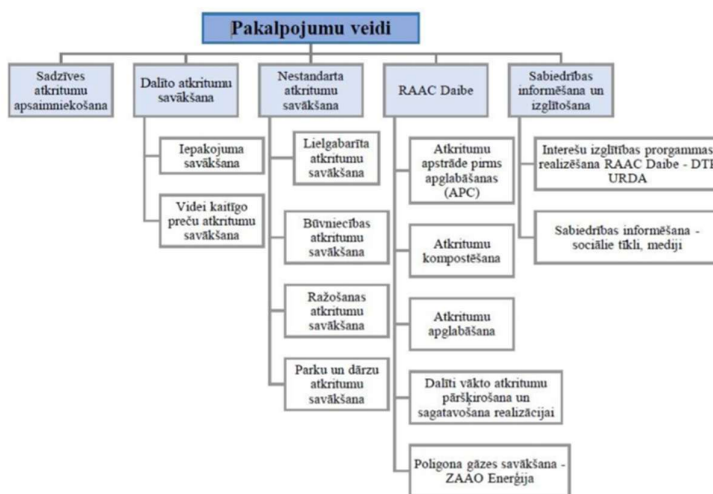 Pakalpojumu veidi
Sadzīves
atkritumu
apsaimniekošana
Dalīto atkritumu
savākšana
Iepakojuma
savākšana
Videi kaitīgo
preču atkritumu
savākšana
Nestandarta
atkritumu
savākšana
Lielgabarīta
atkritumu
savākšana
Būvniecības
atkritumu
savākšana
Ražošanas
atkritumu
savākšana
Parku un dārzu
atkritumu
savākšana
RAAC Daibe
Atkritumu
apstrāde pirms
apglabāšanas
(APC)
Atkritumu
kompostēšana
Atkritumu
apglabāšana
Dalīti vākto atkritumu
pāršķirošana un
sagatavošana realizācijai
Poligona gāzes savākšana -
ZAAO Enerģija
Sabiedrības
informēšana un
izglītošana
Interešu izglītības prorgammas
realizēšana RAAC Daibe - DTP
URDA
Sabiedrības informēšana -
sociālie tīkli, mediji